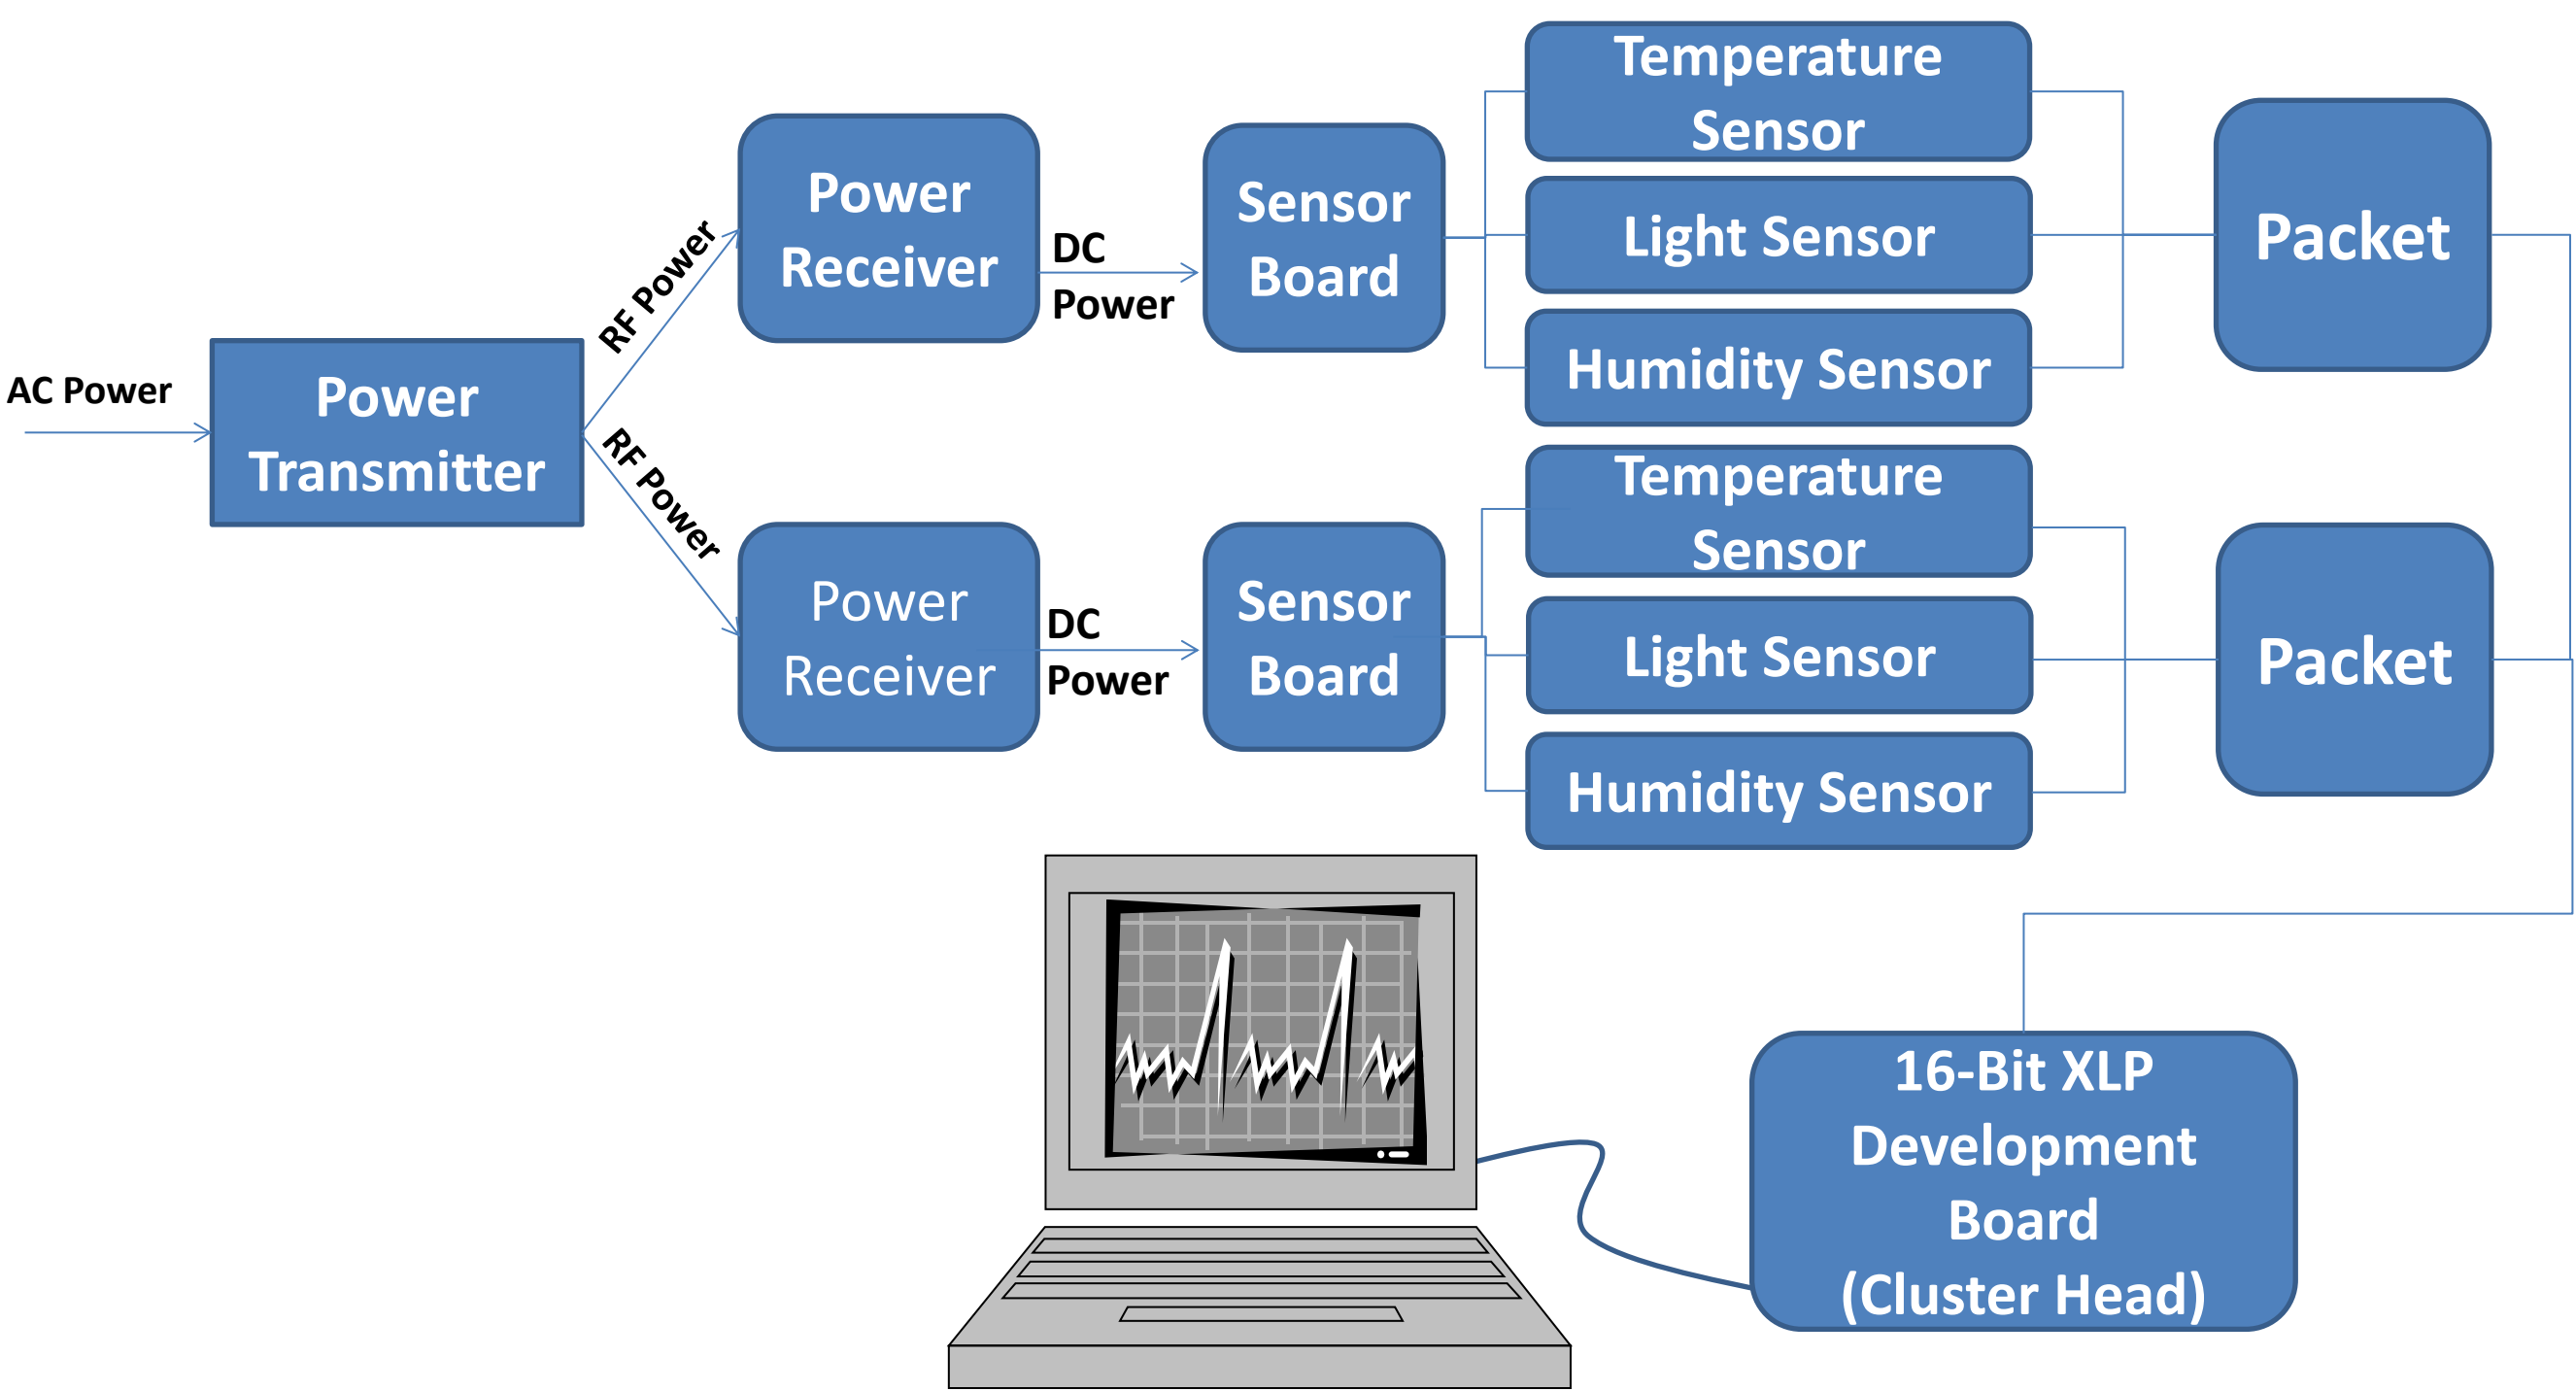 AC Power
Power
Transmitter
RF Power
RF Power
Power
Receiver
DC
Power
Sensor
Board
Temperature
Sensor
Light Sensor
Humidity Sensor
Packet
Power
Receiver
DC
Power
Sensor
Board
Temperature
Sensor
Light Sensor
Humidity Sensor
Packet
16-Bit XLP
Development
Board
(Cluster Head)